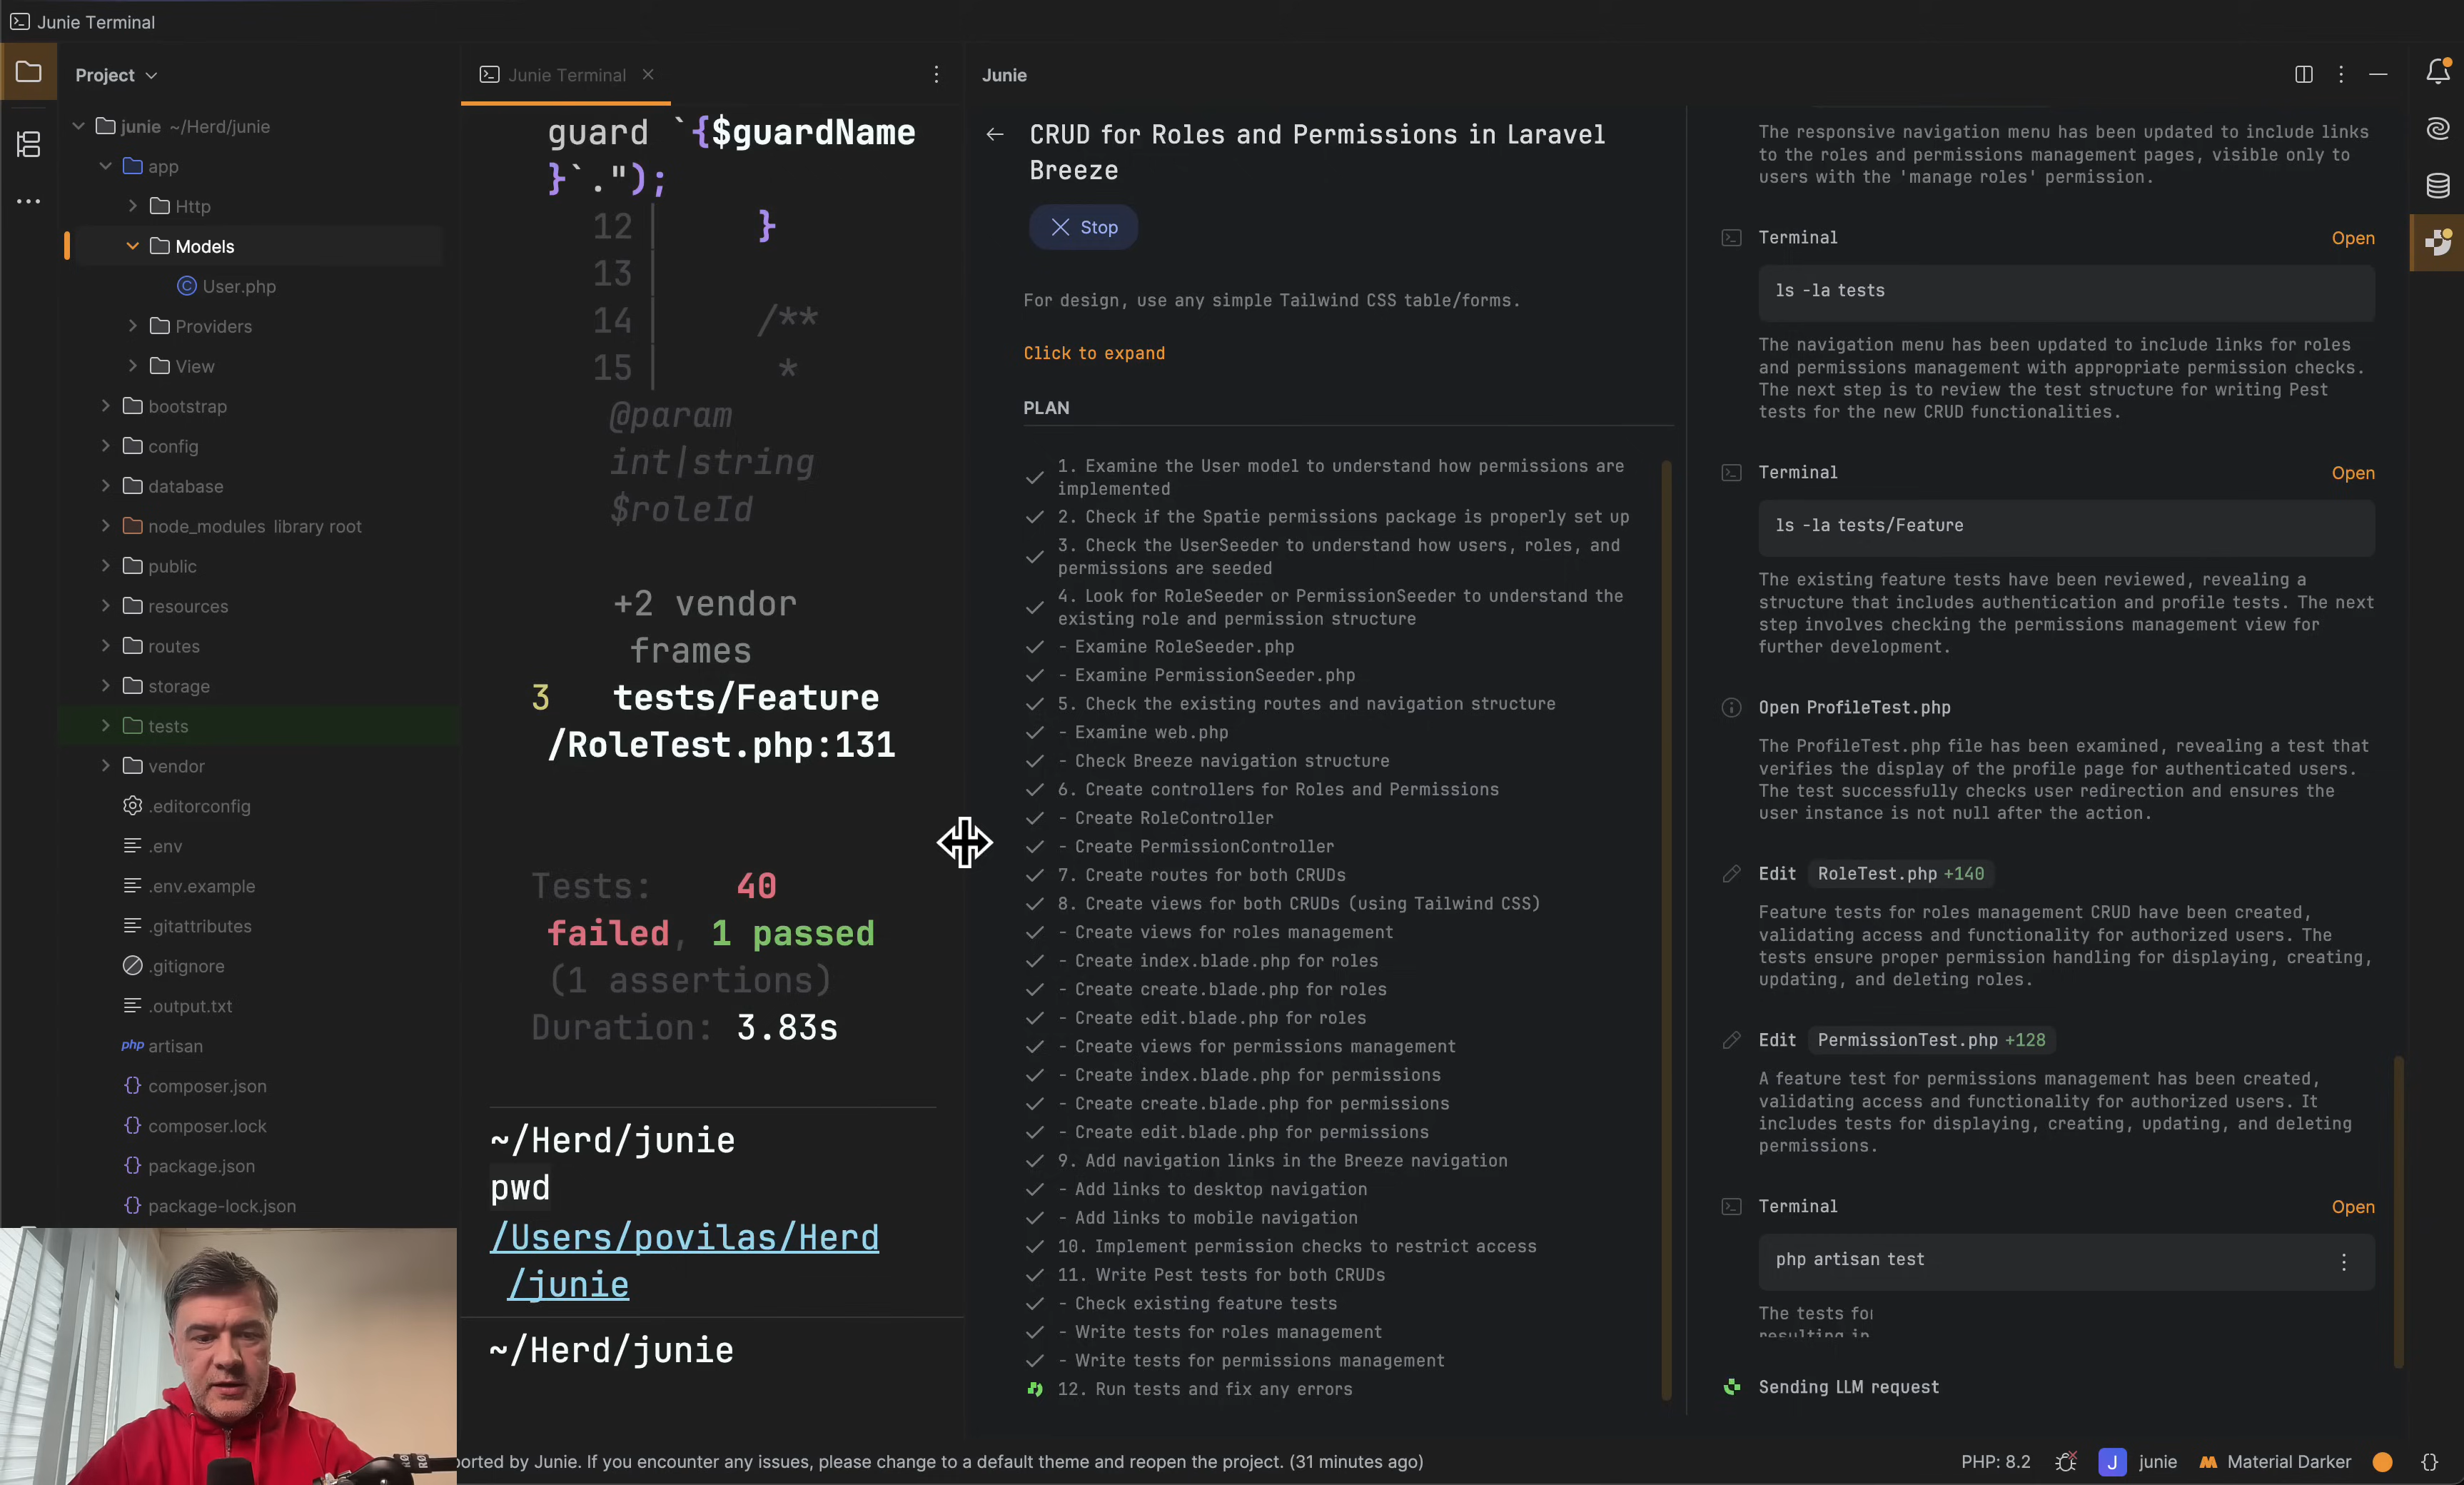 Junie Terminal
Project
junie ~/Herd/junie
app
Http
Models
User.php
Providers
View
bootstrap
config
database
node_modules library root
public
resources
routes
storage
tests
vendor
.editorconfig
.env
.env.example
.gitattributes
.gitignore
.output.txt
php artisan
composer.json
composer.lock
package.json
package-lock.json
Junie Terminal
guard `{$guardName
}`.");
12 }
13
14 /**
15 *
@param
int|string
$roleId
+2 vendor
frames
3 tests/Feature
/RoleTest.php:131
Tests: 40
failed, 1 passed
(1 assertions)
Duration: 3.83s
~/Herd/junie
pwd
/Users/povilas/Herd
/junie
~/Herd/junie
Junie
CRUD for Roles and Permissions in Laravel
Breeze
Stop
For design, use any simple Tailwind CSS table/forms.
Click to expand
PLAN
1. Examine the User model to understand how permissions are
implemented
2. Check if the Spatie permissions package is properly set up
3. Check the UserSeeder to understand how users, roles, and
permissions are seeded
4. Look for RoleSeeder or PermissionSeeder to understand the
existing role and permission structure
- Examine RoleSeeder.php
- Examine PermissionSeeder.php
5. Check the existing routes and navigation structure
- Examine web.php
- Check Breeze navigation structure
6. Create controllers for Roles and Permissions
- Create RoleController
- Create PermissionController
7. Create routes for both CRUDs
8. Create views for both CRUDs (using Tailwind CSS)
- Create views for roles management
- Create index.blade.php for roles
- Create create.blade.php for roles
- Create edit.blade.php for roles
- Create views for permissions management
- Create index.blade.php for permissions
- Create create.blade.php for permissions
- Create edit.blade.php for permissions
9. Add navigation links in the Breeze navigation
- Add links to desktop navigation
- Add links to mobile navigation
10. Implement permission checks to restrict access
11. Write Pest tests for both CRUDs
- Check existing feature tests
- Write tests for roles management
- Write tests for permissions management
12. Run tests and fix any errors
The responsive navigation menu has been updated to include links
to the roles and permissions management pages, visible only to
users with the 'manage roles' permission.
Terminal Open
ls -la tests
The navigation menu has been updated to include links for roles
and permissions management with appropriate permission checks.
The next step is to review the test structure for writing Pest
tests for the new CRUD functionalities.
Terminal Open
ls -la tests/Feature
The existing feature tests have been reviewed, revealing a
structure that includes authentication and profile tests. The next
step involves checking the permissions management view for
further development.
Open ProfileTest.php
The ProfileTest.php file has been examined, revealing a test that
verifies the display of the profile page for authenticated users.
The test successfully checks user redirection and ensures the
user instance is not null after the action.
Edit RoleTest.php +140
Feature tests for roles management CRUD have been created,
validating access and functionality for authorized users. The
tests ensure proper permission handling for displaying, creating,
updating, and deleting roles.
Edit PermissionTest.php +128
A feature test for permissions management has been created,
validating access and functionality for authorized users. It
includes tests for displaying, creating, updating, and deleting
permissions.
Terminal Open
php artisan test
The tests for
resulting in
Sending LLM request
orted by Junie. If you encounter any issues, please change to a default theme and reopen the project. (31 minutes ago)
PHP: 8.2 J junie Material Darker